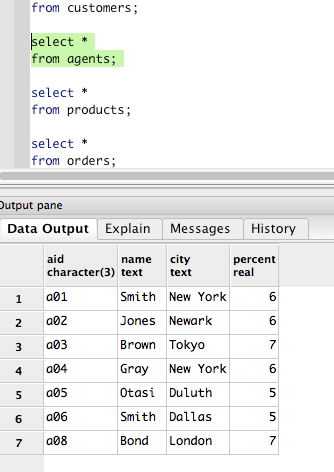 from customers;
select *
from agents;
select *
from products;
select *
from orders;
Output pane
Data Output Explain Messages History
aid name city percent
character(3) text text real
1 a01 Smith New York 6
2 a02 Jones Newark 6
3 a03 Brown Tokyo 7
4 a04 Gray New York 6
5 a05 Otasi Duluth 5
6 a06 Smith Dallas 5
7 a08 Bond London 7